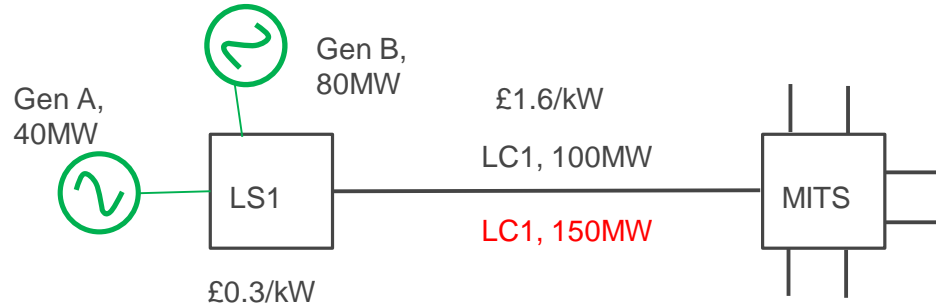 Gen B,
80MW
Gen A,
40MW
£1.6/kW
LC1, 100MW
LS1
MITS
LC1, 150MW
£0.3/kW